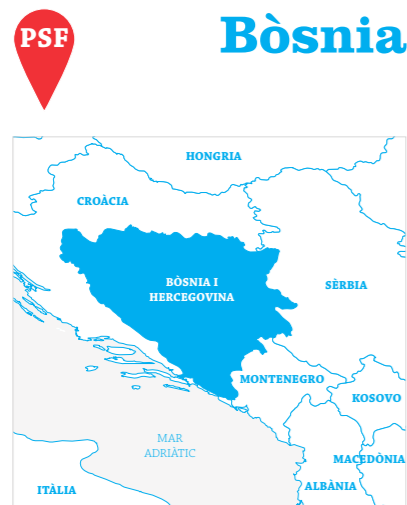 PSF
Bòsnia
HONGRIA
CROÀCIA
BÒSNIA I
HERCEGOVINA
SÈRBIA
MONTENEGRO
KOSOVO
MAR
ADRIÀTIC
MACEDÒNIA
ITÀLIA
ALBÀNIA